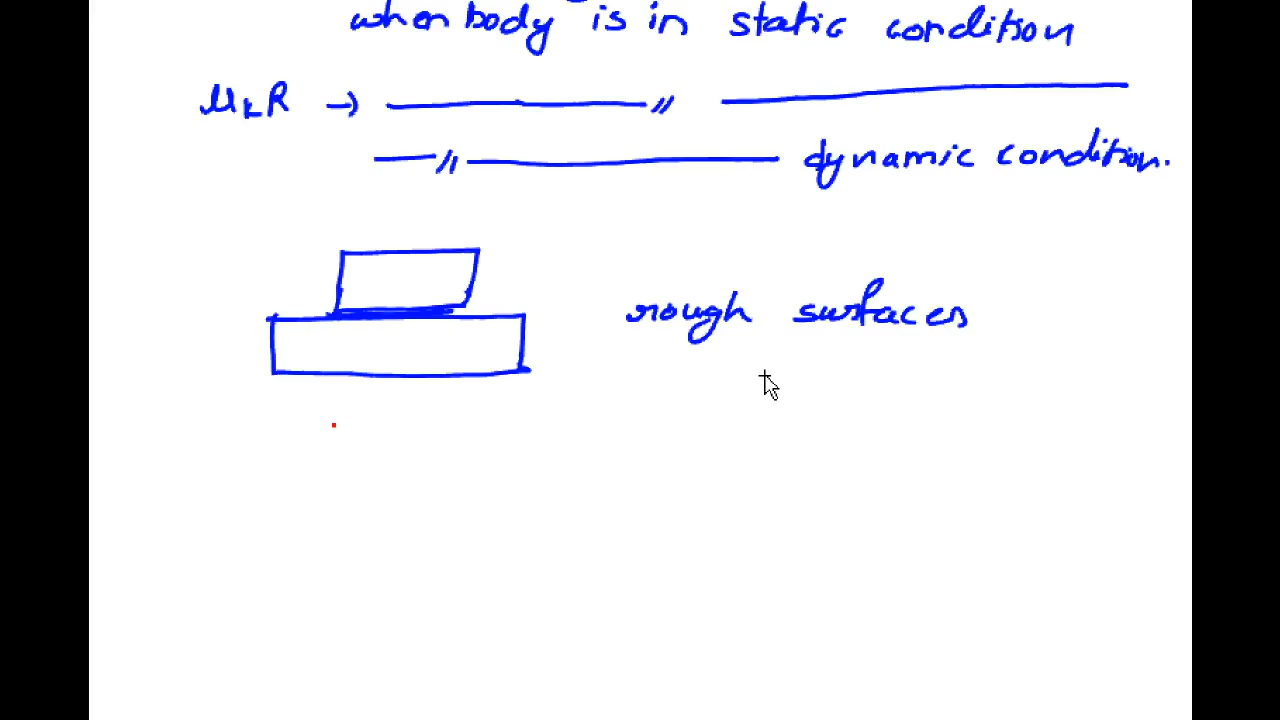 when body is in static condition
μₖR → ——— " ———
— " ——— dynamic condition.
rough surfaces